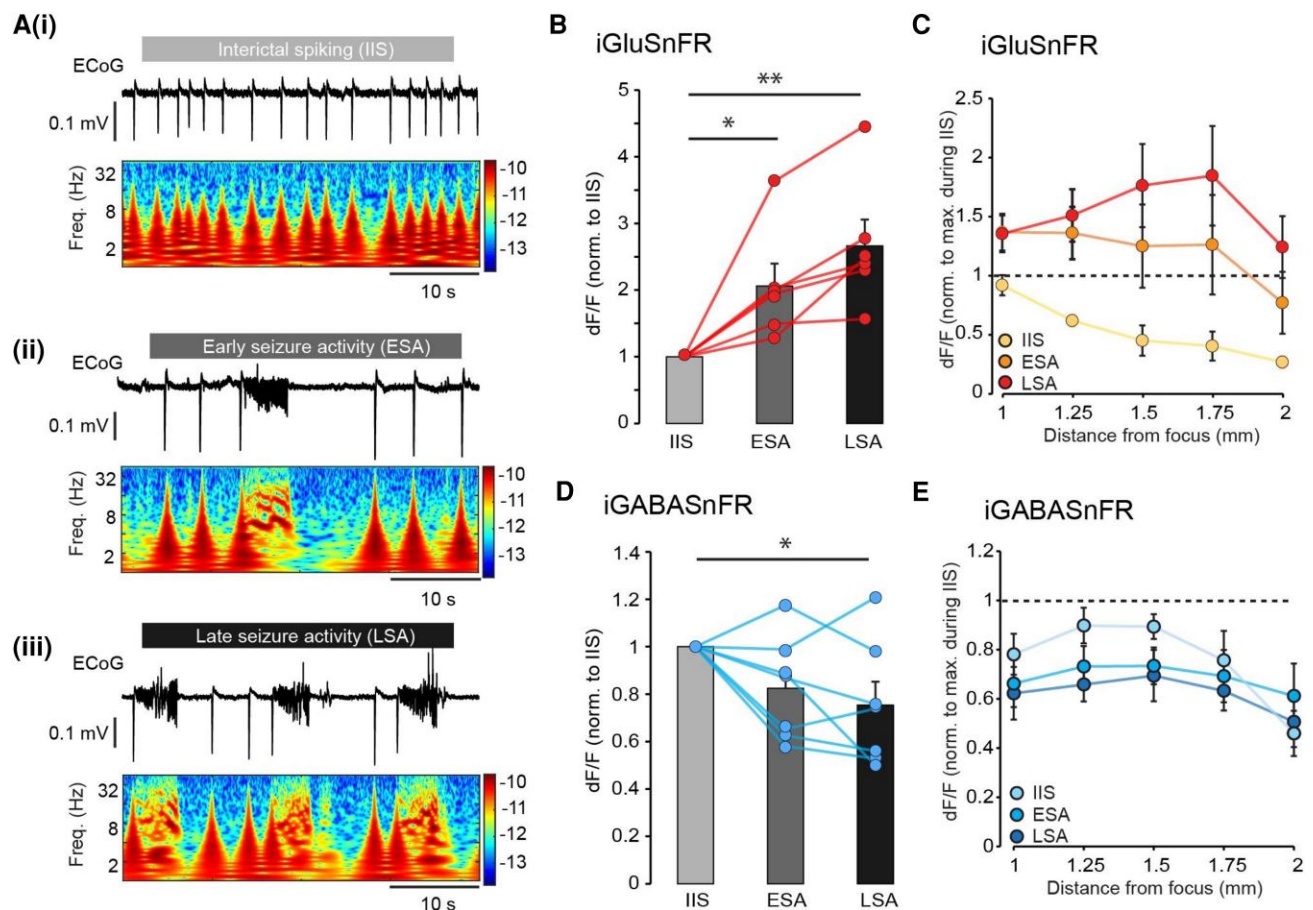 A(i)
Interictal spiking (IIS)
ECoG
0.1 mV
Freq. (Hz)
32
8
2
-10
-11
-12
-13
10 s
(ii)
Early seizure activity (ESA)
ECoG
0.1 mV
Freq. (Hz)
32
8
2
-10
-11
-12
-13
10 s
(iii)
Late seizure activity (LSA)
ECoG
0.1 mV
Freq. (Hz)
32
8
2
-10
-11
-12
-13
10 s
B
iGluSnFR
dF/F (norm. to IIS)
5
4
3
2
1
0
**
*
IIS ESA LSA
C
iGluSnFR
dF/F (norm. to max. during IIS)
2.5
2
1.5
1
0.5
0
IIS
ESA
LSA
1 1.25 1.5 1.75 2
Distance from focus (mm)
D
iGABASnFR
dF/F (norm. to IIS)
1.4
1.2
1
0.8
0.6
0.4
0.2
0
*
IIS ESA LSA
E
iGABASnFR
dF/F (norm. to max. during IIS)
1.2
1
0.8
0.6
0.4
0.2
0
IIS
ESA
LSA
1 1.25 1.5 1.75 2
Distance from focus (mm)